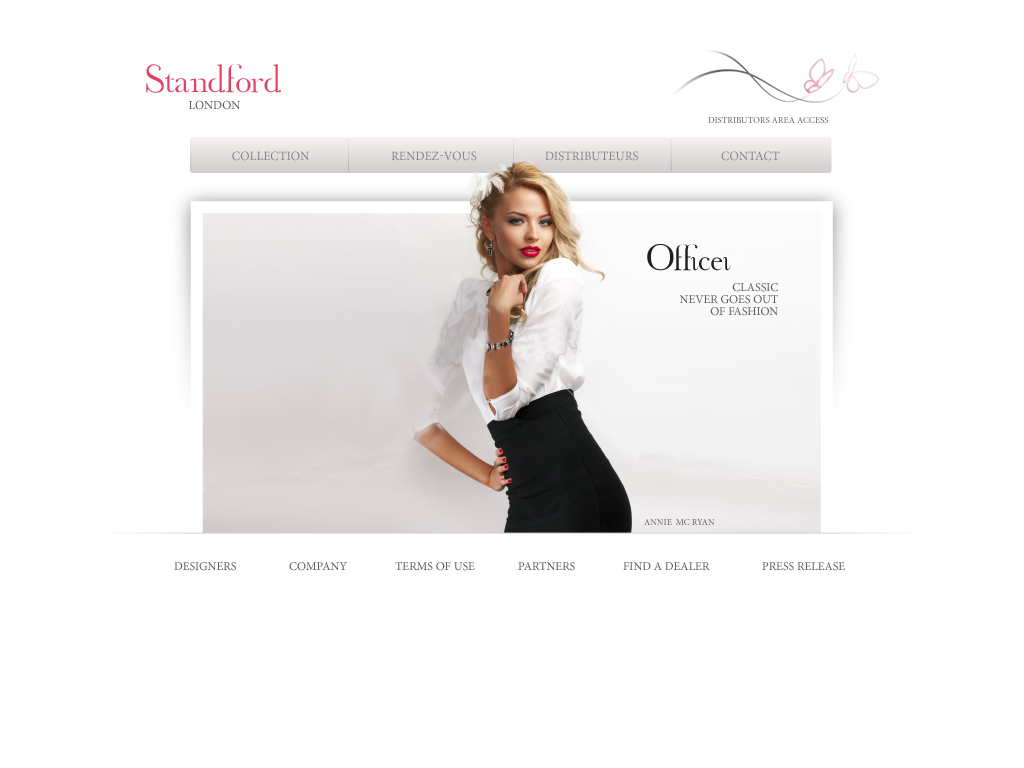 Standford
LONDON
DISTRIBUTORS AREA ACCESS
COLLECTION
RENDEZ-VOUS
DISTRIBUTEURS
CONTACT
Officer
CLASSIC
NEVER GOES OUT
OF FASHION
ANNIE MC RYAN
DESIGNERS
COMPANY
TERMS OF USE
PARTNERS
FIND A DEALER
PRESS RELEASE